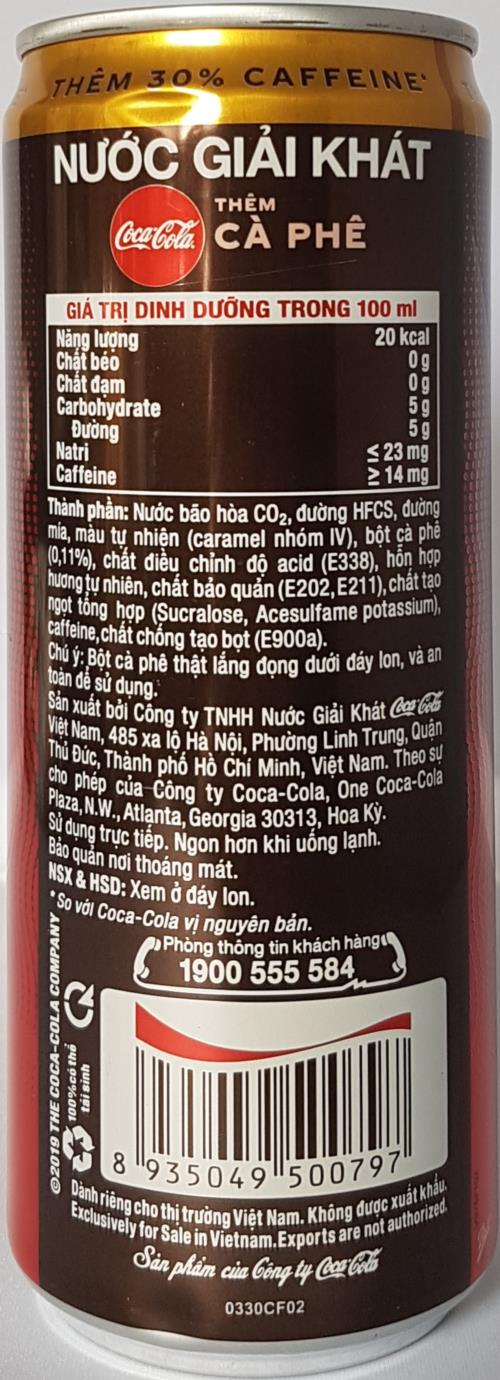 THÊM 30% CAFFEINE*
NƯỚC GIẢI KHÁT
Coca-Cola THÊM
CÀ PHÊ
GIÁ TRỊ DINH DƯỠNG TRONG 100 ml
Năng lượng 20 kcal
Chất béo 0 g
Chất đạm 0 g
Carbohydrate 5 g
Đường 5 g
Natri ≤ 23 mg
Caffeine ≥ 14 mg
Thành phần: Nước bão hòa CO₂, đường HFCS, đường
mía, màu tự nhiên (caramel nhóm IV), bột cà phê
(0,11%), chất điều chỉnh độ acid (E338), hỗn hợp
hương tự nhiên, chất bảo quản (E202,E211), chất tạo
ngọt tổng hợp (Sucralose, Acesulfame potassium),
caffeine, chất chống tạo bọt (E900a).
Chú ý: Bột cà phê thật lắng đọng dưới đáy lon, và an
toàn để sử dụng.
Sản xuất bởi Công ty TNHH Nước Giải Khát Coca-Cola
Việt Nam, 485 xa lộ Hà Nội, Phường Linh Trung, Quận
Thủ Đức, Thành phố Hồ Chí Minh, Việt Nam. Theo sự
cho phép của Công ty Coca-Cola, One Coca-Cola
Plaza, N.W., Atlanta, Georgia 30313, Hoa Kỳ.
Sử dụng trực tiếp. Ngon hơn khi uống lạnh.
Bảo quản nơi thoáng mát.
NSX & HSD: Xem ở đáy lon.
*So với Coca-Cola vị nguyên bản.
Phòng thông tin khách hàng
1900 555 584
©2019 THE COCA-COLA COMPANY
100% có thể
tái sinh
8 935049 500797
Dành riêng cho thị trường Việt Nam. Không được xuất khẩu.
Exclusively for Sale in Vietnam. Exports are not authorized.
Sản phẩm của Công ty Coca-Cola
0330CF02